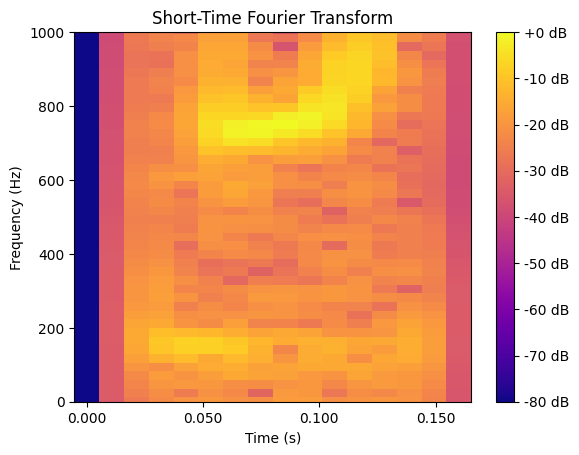 Short-Time Fourier Transform
Frequency (Hz)
1000
800
600
400
200
0
0.000
0.050
0.100
0.150
Time (s)
+0 dB
-10 dB
-20 dB
-30 dB
-40 dB
-50 dB
-60 dB
-70 dB
-80 dB